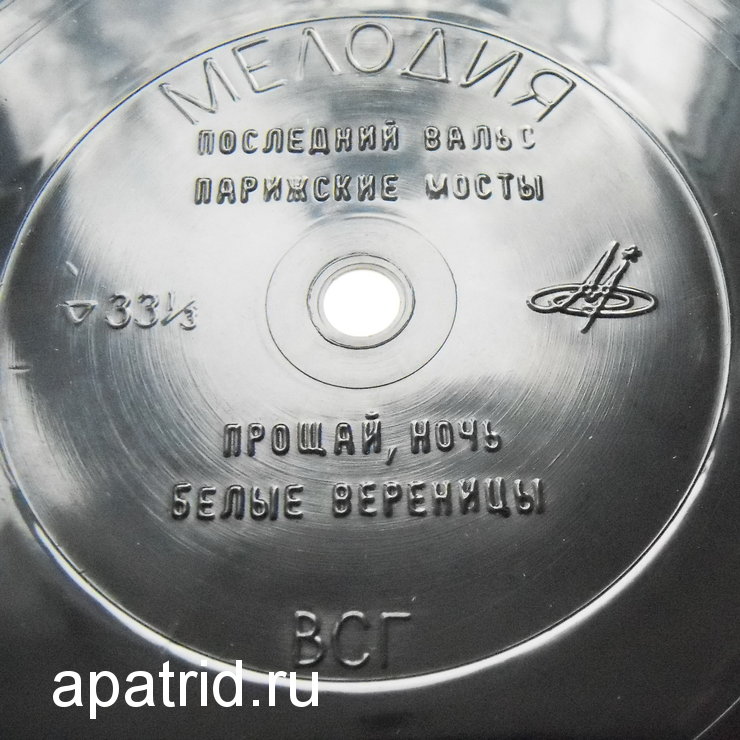 МЕЛОДИЯ
ПОСЛЕДНИЙ ВАЛЬС
ПАРИЖСКИЕ МОСТЫ
33⅓
ПРОЩАЙ, НОЧЬ
БЕЛЫЕ ВЕРЕНИЦЫ
ВСГ
apatrid.ru